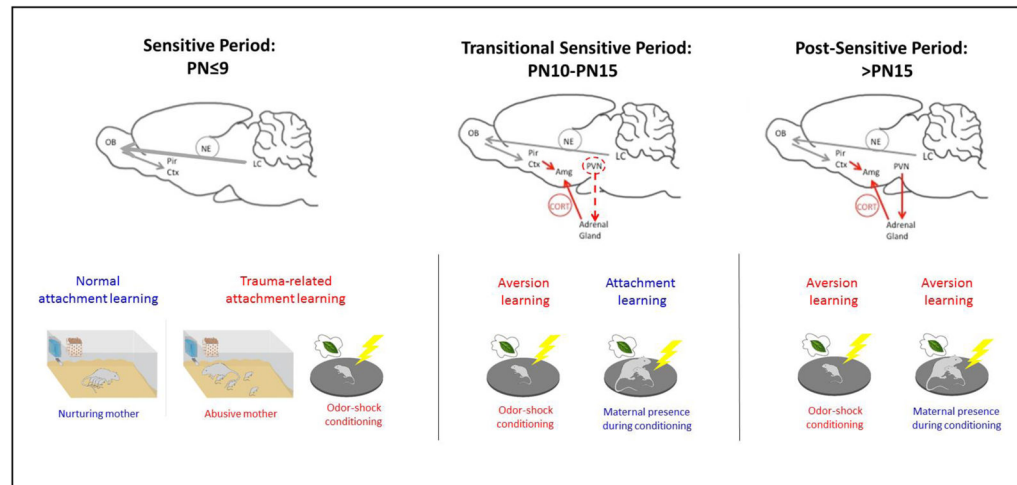 Sensitive Period:
PN≤9
OB
Pir
Ctx
NE
LC
Normal
attachment learning
Trauma-related
attachment learning
Nurturing mother
Abusive mother
Odor-shock
conditioning
Transitional Sensitive Period:
PN10-PN15
OB
Pir
Ctx
NE
LC
Amg
PVN
CORT
Adrenal
Gland
Aversion
learning
Attachment
learning
Odor-shock
conditioning
Maternal presence
during conditioning
Post-Sensitive Period:
>PN15
OB
Pir
Ctx
NE
LC
Amg
PVN
CORT
Adrenal
Gland
Aversion
learning
Aversion
learning
Odor-shock
conditioning
Maternal presence
during conditioning